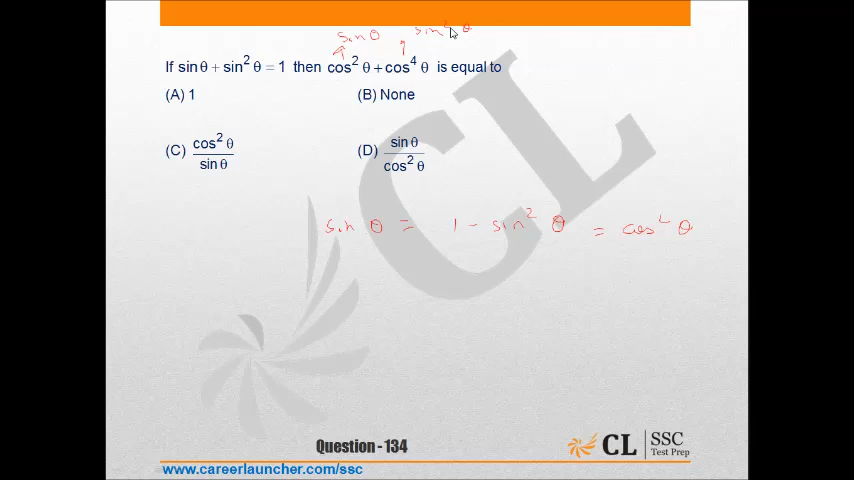 sin θ sin² θ
If sin θ + sin² θ = 1 then cos² θ + cos⁴ θ is equal to
(A) 1 (B) None
(C) cos² θ / sin θ (D) sin θ / cos² θ
sin θ = 1 - sin² θ = cos² θ
CL
Question - 134
CL SSC Test Prep
www.careerlauncher.com/ssc